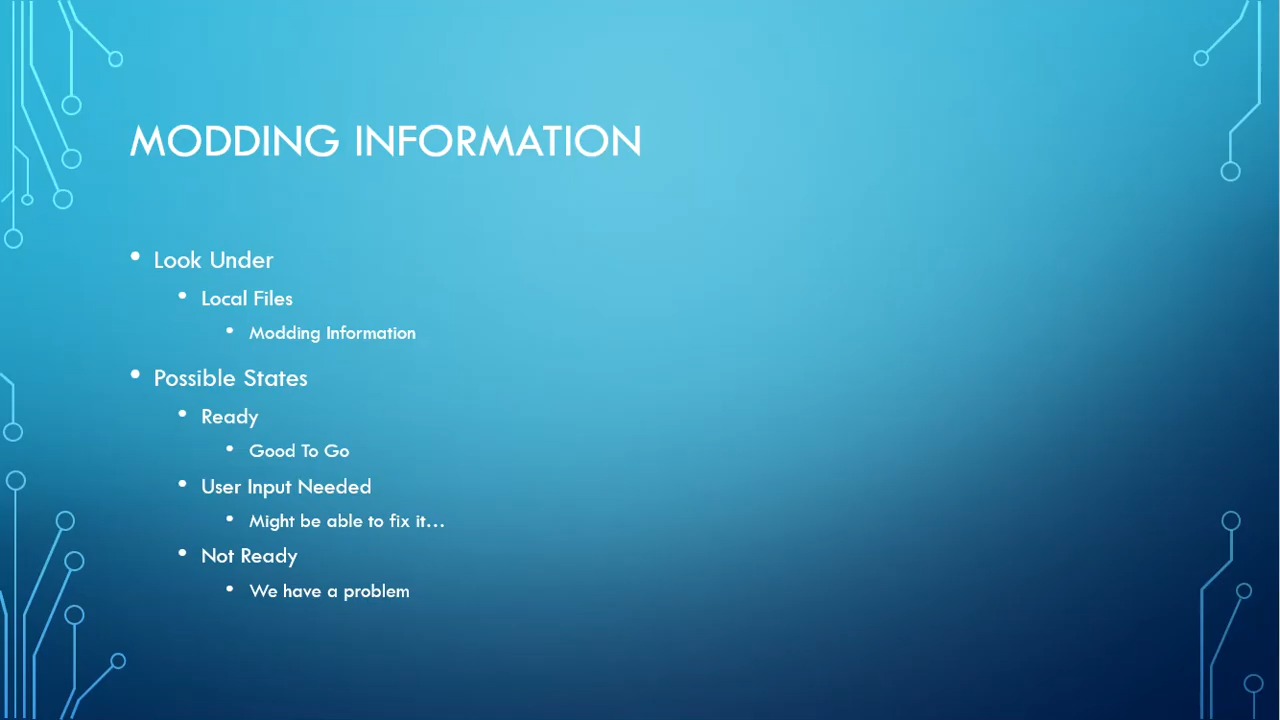 MODDING INFORMATION
• Look Under
• Local Files
• Modding Information
• Possible States
• Ready
• Good To Go
• User Input Needed
• Might be able to fix it…
• Not Ready
• We have a problem